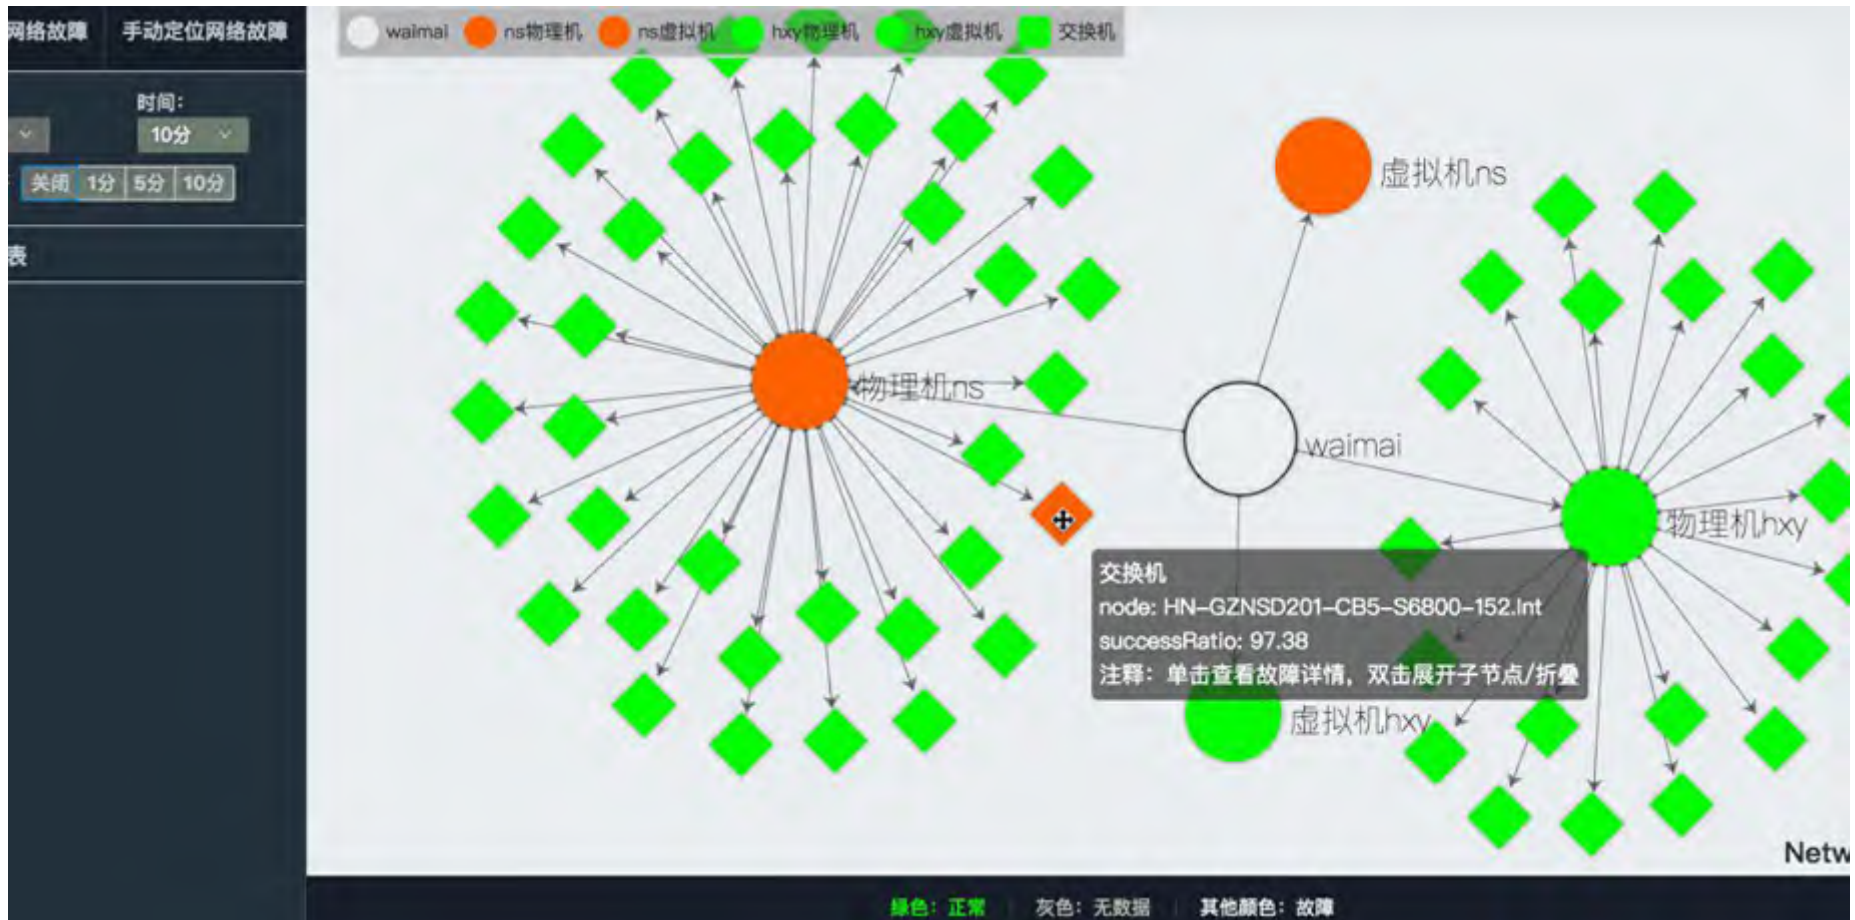 网络故障
手动定位网络故障
waimai
ns物理机
ns虚拟机
hxy物理机
hxy虚拟机
交换机
时间:
10分
关闭
1分
5分
10分
表
虚拟机ns
物理机ns
waimai
物理机hxy
交换机
node: HN-GZNSD201-CB5-S6800-152.Int
successRatio: 97.38
注释：单击查看故障详情，双击展开子节点/折叠
虚拟机hxy
Netw
绿色：正常
灰色：无数据
其他颜色：故障